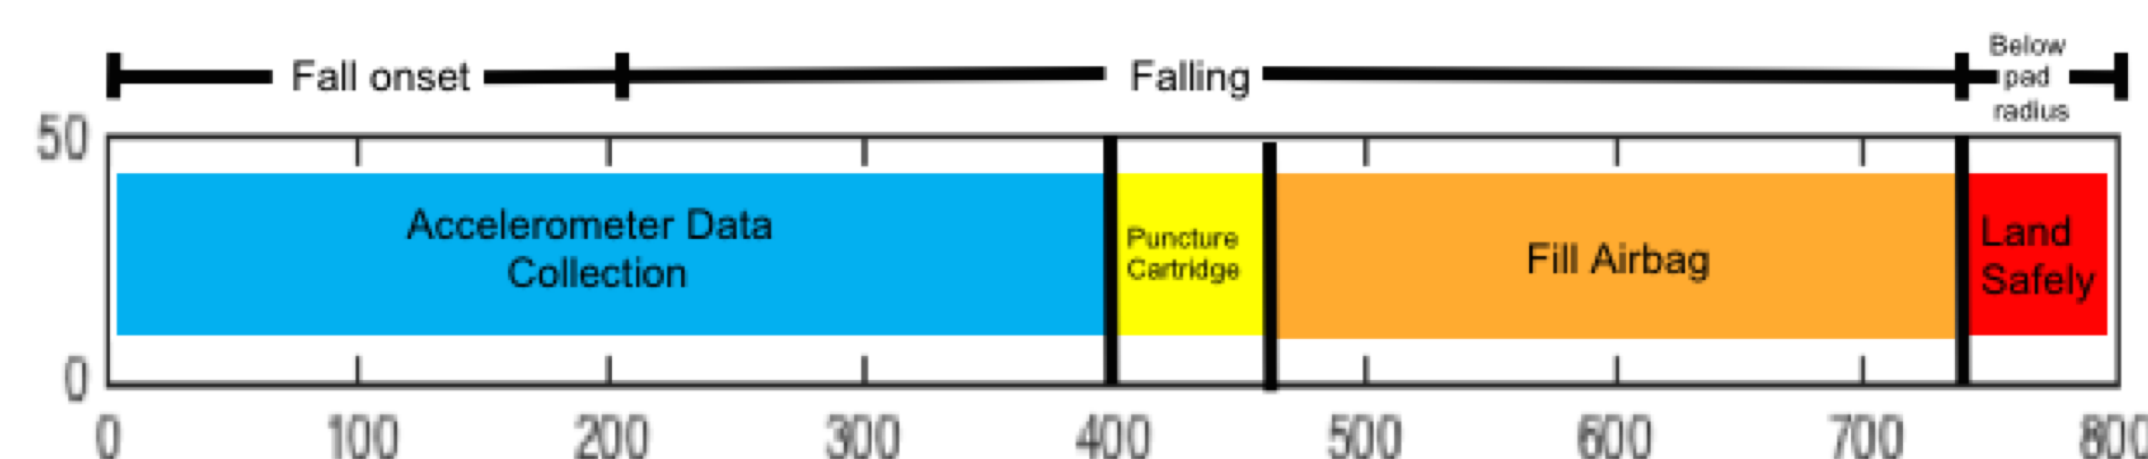 Fall onset
Falling
Below
pad
radius
50
Accelerometer Data
Collection
Puncture
Cartridge
Fill Airbag
Land
Safely
0
0 100 200 300 400 500 600 700 800